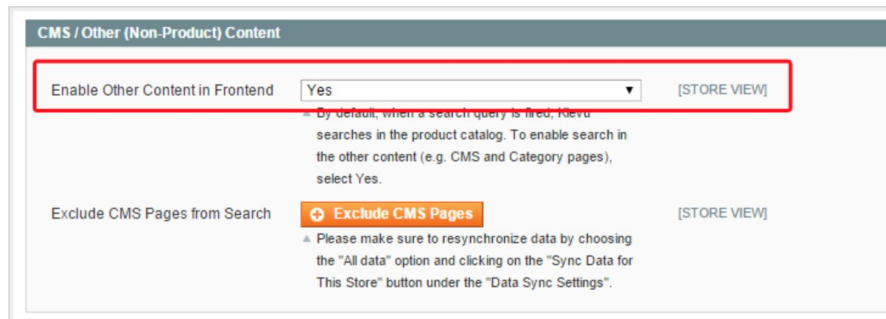 CMS / Other (Non-Product) Content
Enable Other Content in Frontend Yes [STORE VIEW]
By default, when a search query is fired, Klevu
searches in the product catalog. To enable search in
the other content (e.g. CMS and Category pages),
select Yes.
Exclude CMS Pages from Search Exclude CMS Pages [STORE VIEW]
Please make sure to resynchronize data by choosing
the "All data" option and clicking on the "Sync Data for
This Store" button under the "Data Sync Settings".